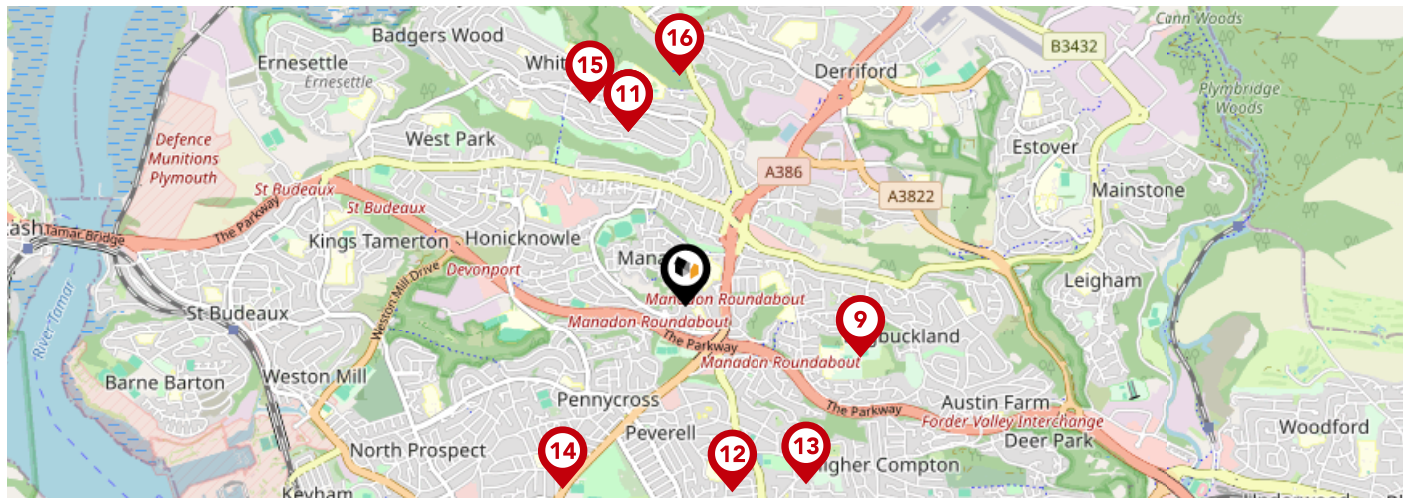 Cann Woods
Badgers Wood
16
B3432
Ernesettle
Ernesettle
Whit
15
Derriford
11
Plymbridge
Woods
Defence
Munitions
Plymouth
West Park
Estover
A386
St Budeaux
A3822
Mainstone
St Budeaux
The Parkway
ash
Tamar Bridge
Kings Tamerton
Honicknowle
Mana
Devonport
Leigham
Weston Mill Drive
Manadon Roundabout
River Tamar
St Budeaux
Manadon Roundabout
9
buckland
The Parkway
Manadon Roundabout
Barne Barton
Weston Mill
Pennycross
The Parkway
Austin Farm
Forder Valley Interchange
Deer Park
Woodford
Peverell
North Prospect
14
12
13
igher Compton
Keyham